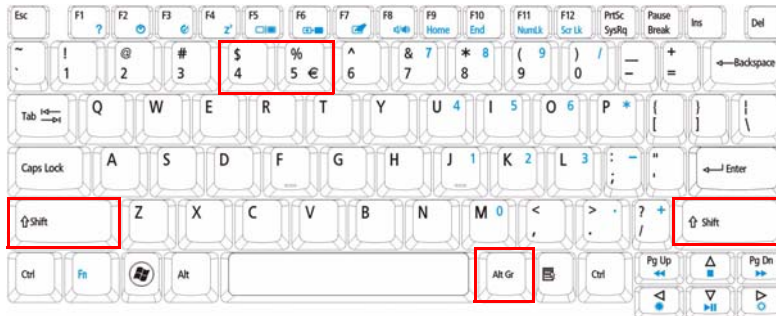 Esc F1 ? F2 F3 F4 z F5 F6 F7 F8 F9 Home F10 End F11 NumLk F12 Scr Lk PrtSc SysRq Pause Break Ins Del
~ ` ! 1 @ 2 # 3 $ 4 % 5 € ^ 6 & 7 7 * 8 8 ( 9 9 ) 0 / _ - + = Backspace
Tab Q W E R T Y U 4 I 5 O 6 P * { [ } ] ¦ \
Caps Lock A S D F G H J 1 K 2 L 3 : ; - " ' Enter
Shift Z X C V B N M 0 < , > . . ? / + Shift
Ctrl Fn Alt Alt Gr Ctrl Pg Up Pg Dn